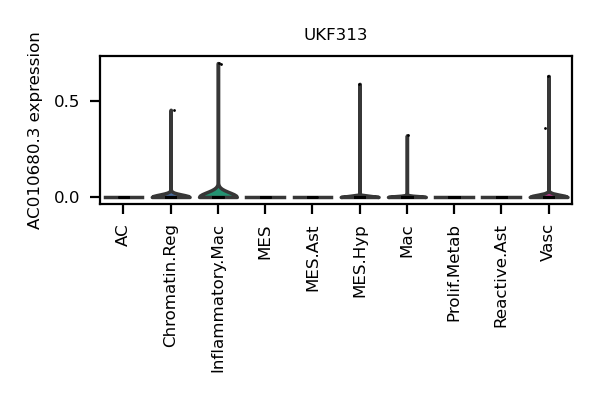 UKF313
AC010680.3 expression
0.5
0.0
AC
Chromatin.Reg
Inflammatory.Mac
MES
MES.Ast
MES.Hyp
Mac
Prolif.Metab
Reactive.Ast
Vasc